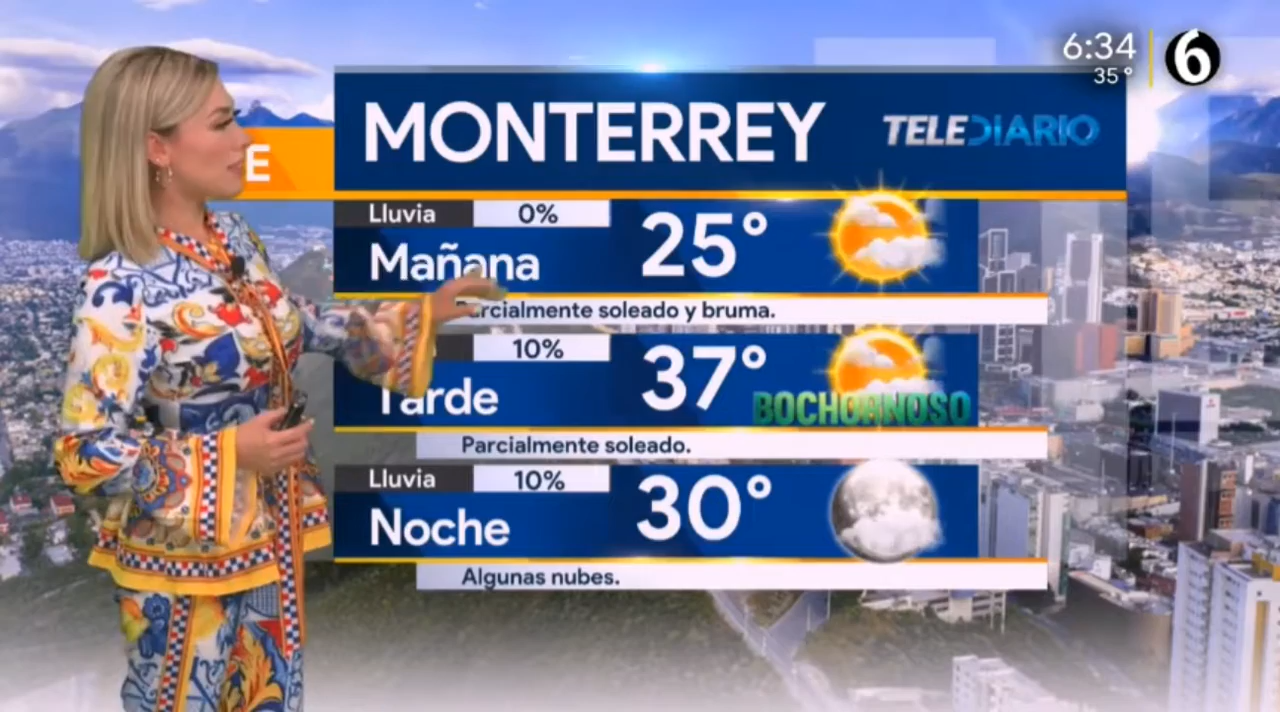 6:34
35°
6
E
MONTERREY
TELEDIARIO
Lluvia 0%
25°
Mañana
Parcialmente soleado y bruma.
10%
37°
Tarde
BOCHORNOSO
Parcialmente soleado.
Lluvia 10%
30°
Noche
Algunas nubes.